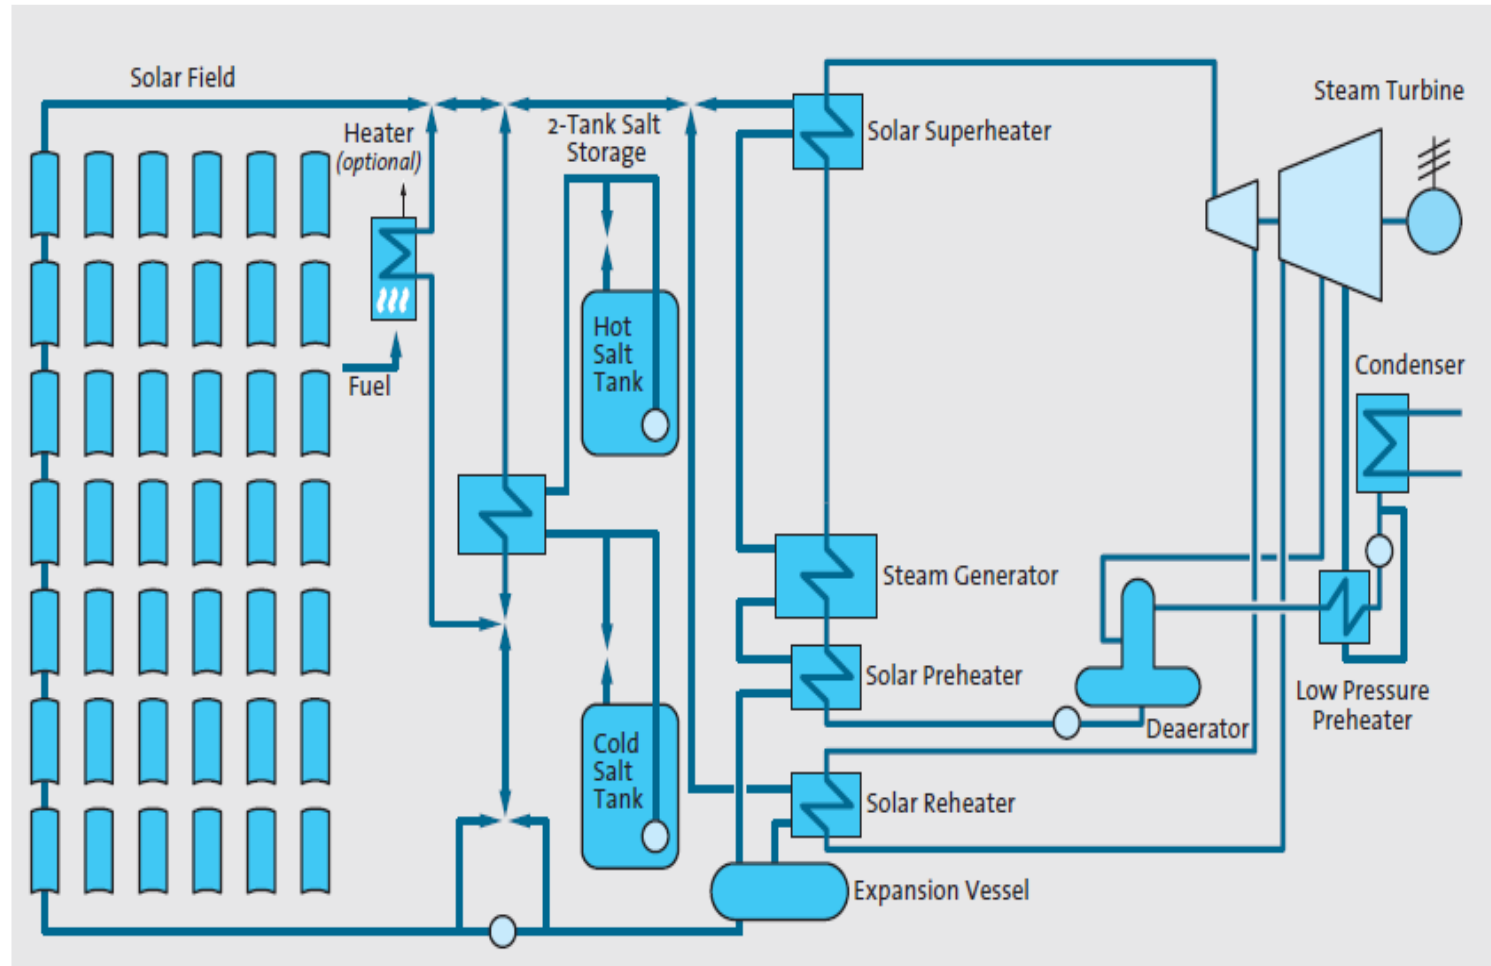 Solar Field
Steam Turbine
Heater
(optional)
2-Tank Salt
Storage
Solar Superheater
Hot
Salt
Tank
Fuel
Condenser
Steam Generator
Solar Preheater
Low Pressure
Preheater
Deaerator
Cold
Salt
Tank
Solar Reheater
Expansion Vessel